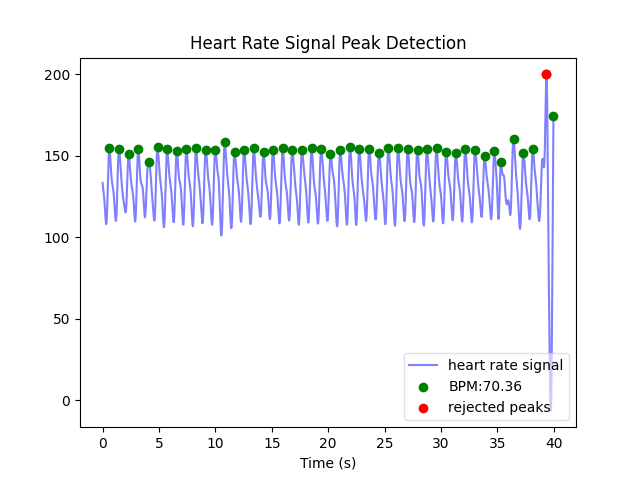 Heart Rate Signal Peak Detection
200
150
100
50
0
heart rate signal
BPM:70.36
rejected peaks
0 5 10 15 20 25 30 35 40
Time (s)